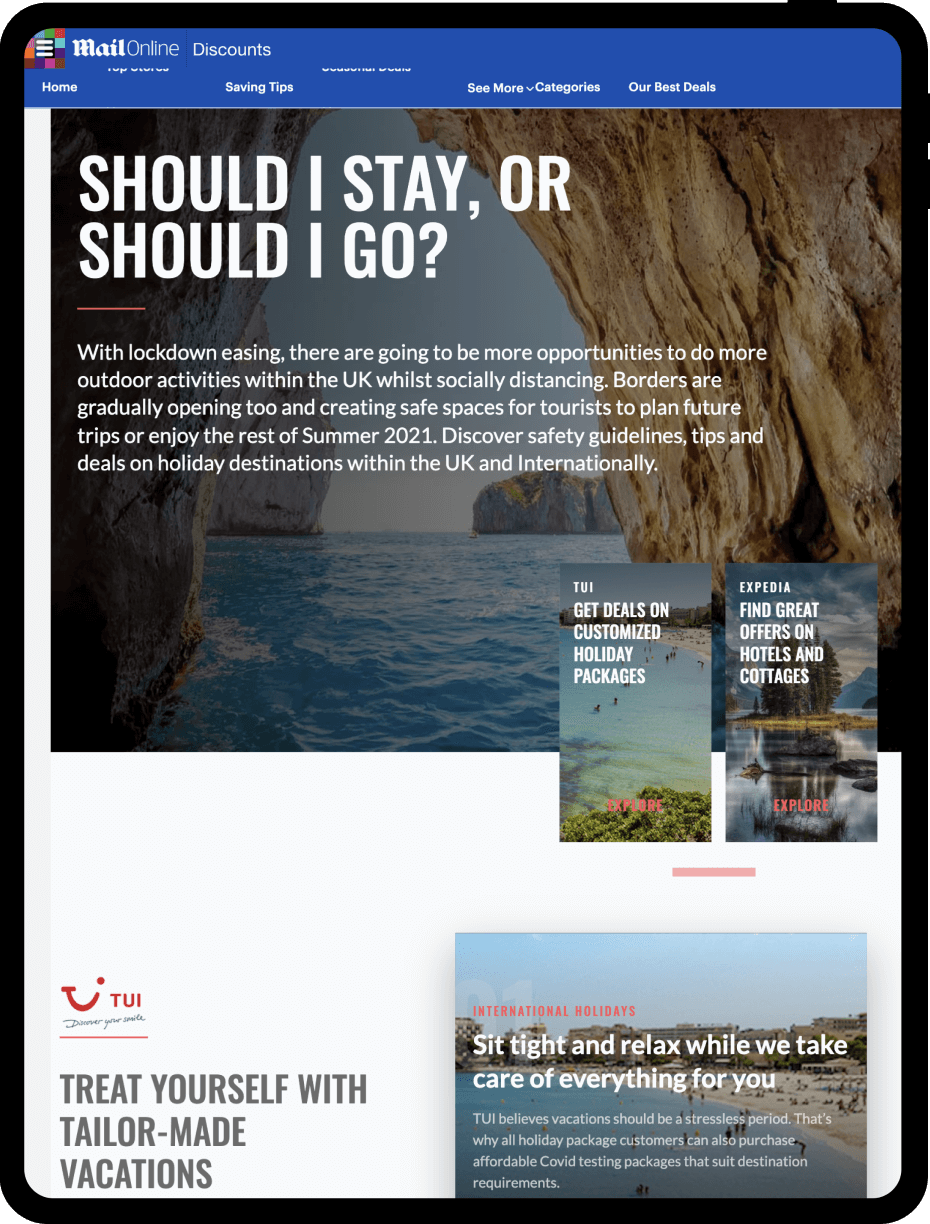 Mail Online Discounts
Top Stores
Seasonal Deals
Home
Saving Tips
See More
Categories
Our Best Deals
SHOULD I STAY, OR
SHOULD I GO?
With lockdown easing, there are going to be more opportunities to do more
outdoor activities within the UK whilst socially distancing. Borders are
gradually opening too and creating safe spaces for tourists to plan future
trips or enjoy the rest of Summer 2021. Discover safety guidelines, tips and
deals on holiday destinations within the UK and Internationally.
TUI
GET DEALS ON
CUSTOMIZED
HOLIDAY
PACKAGES
EXPLORE
EXPEDIA
FIND GREAT
OFFERS ON
HOTELS AND
COTTAGES
EXPLORE
TUI
Discover your smile
TREAT YOURSELF WITH
TAILOR-MADE
VACATIONS
01
INTERNATIONAL HOLIDAYS
Sit tight and relax while we take
care of everything for you
TUI believes vacations should be a stressless period. That's
why all holiday package customers can also purchase
affordable Covid testing packages that suit destination
requirements.